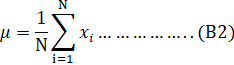 μ = 1/N ∑_{i=1}^{N} x_i … … … … … . . (B2)